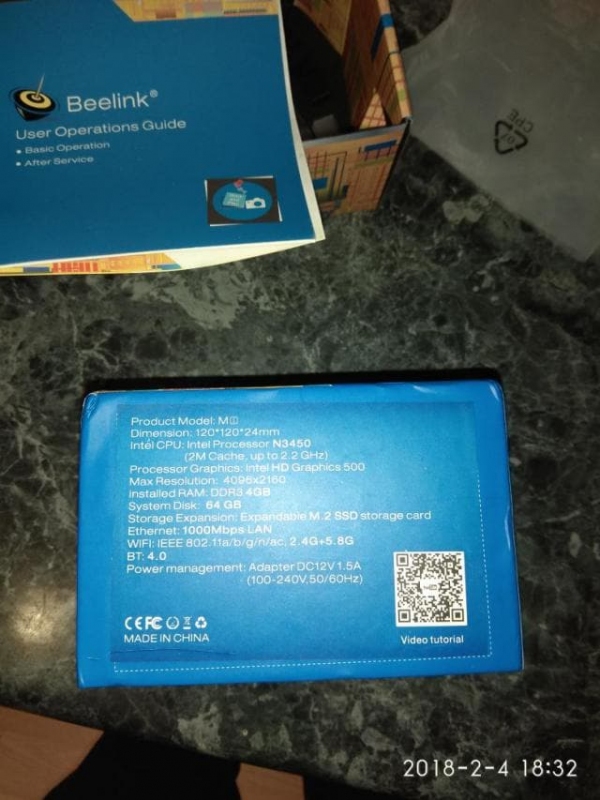 Beelink®
User Operations Guide
• Basic Operation
• After Service
CPE
Product Model: MII
Dimension: 120*120*24mm
Intel CPU: Intel Processor N3450
(2M Cache, up to 2.2 GHz)
Processor Graphics: Intel HD Graphics 500
Max Resolution: 4096x2160
Installed RAM: DDR3 4GB
System Disk: 64 GB
Storage Expansion: Expandable M.2 SSD storage card
Ethernet: 1000Mbps LAN
WIFI: IEEE 802.11a/b/g/n/ac, 2.4G+5.8G
BT: 4.0
Power management: Adapter DC12V 1.5A
(100-240V,50/60Hz)
CE FC
MADE IN CHINA
Video tutorial
2018-2-4 18:32